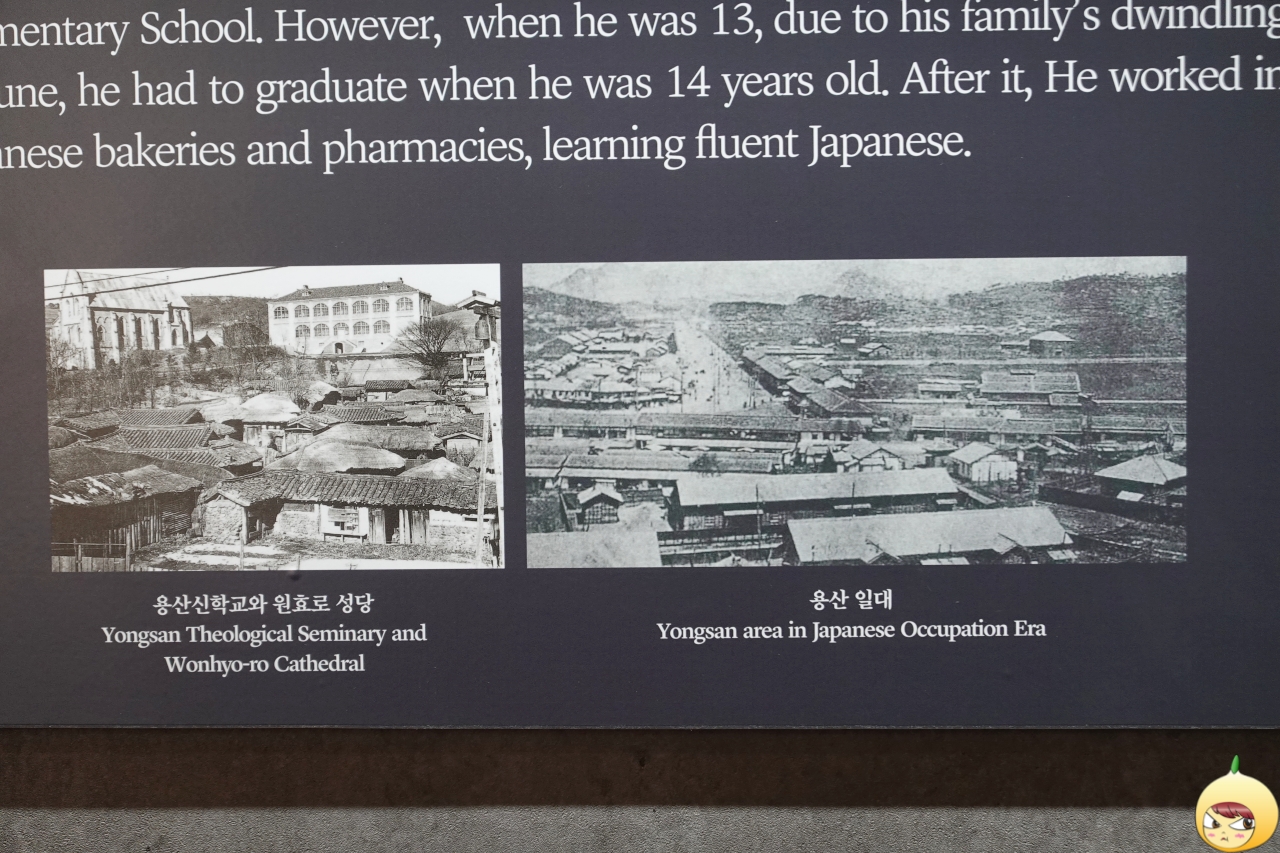 mentary School. However, when he was 13, due to his family's dwindling
une, he had to graduate when he was 14 years old. After it, He worked in
nese bakeries and pharmacies, learning fluent Japanese.
용산신학교와 원효로 성당
Yongsan Theological Seminary and
Wonhyo-ro Cathedral
용산 일대
Yongsan area in Japanese Occupation Era